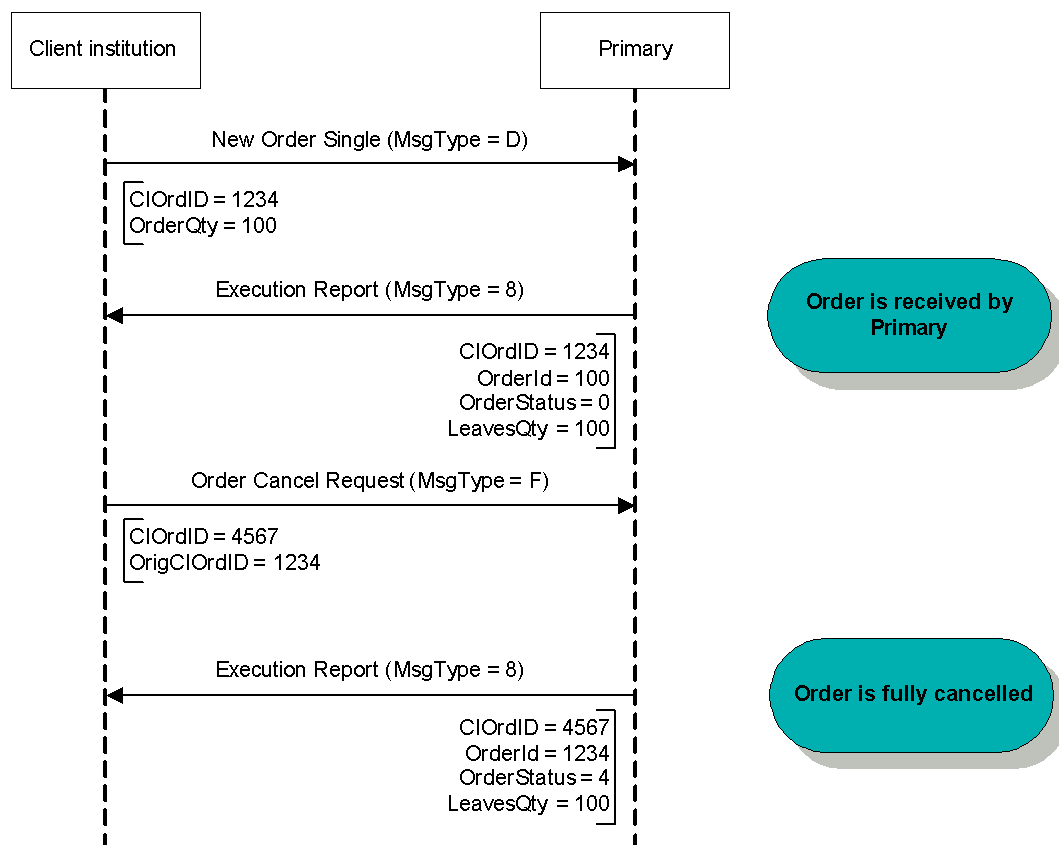 Client institution
Primary
New Order Single (MsgType = D)
ClOrdID = 1234
OrderQty = 100
Execution Report (MsgType = 8)
Order is received by
Primary
ClOrdID = 1234
OrderId = 100
OrderStatus = 0
LeavesQty = 100
Order Cancel Request (MsgType = F)
ClOrdID = 4567
OrigClOrdID = 1234
Execution Report (MsgType = 8)
Order is fully cancelled
ClOrdID = 4567
OrderId = 1234
OrderStatus = 4
LeavesQty = 100